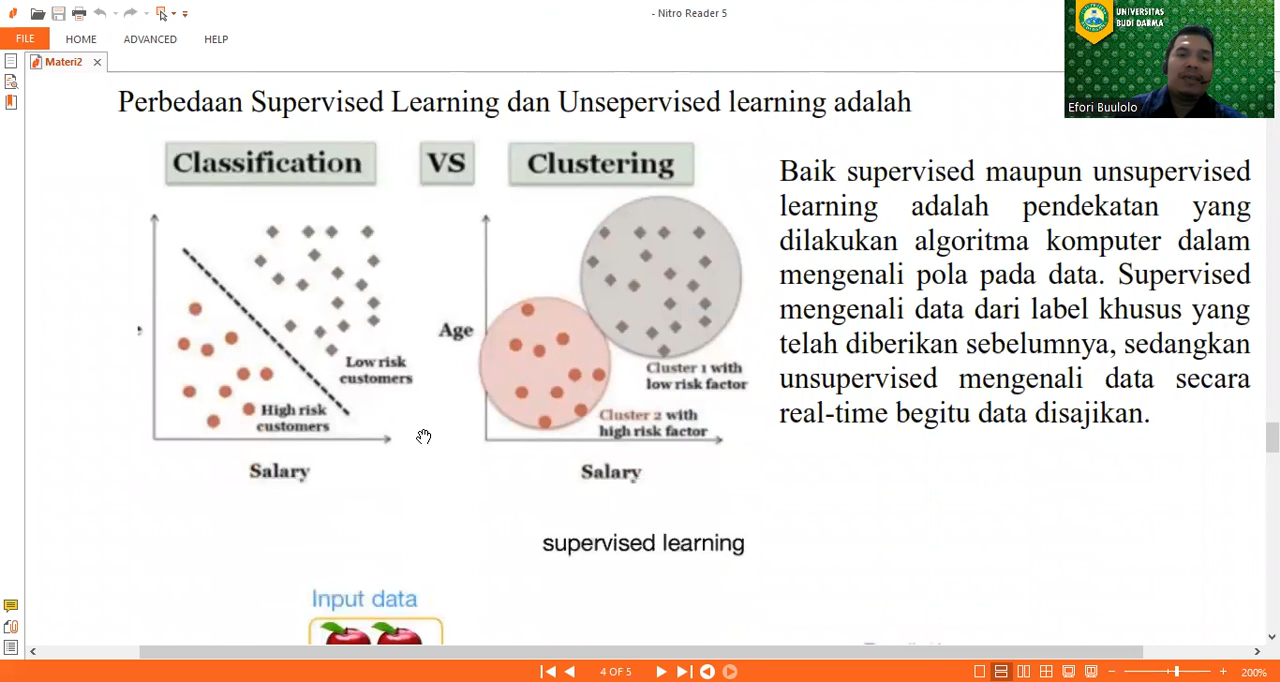 - Nitro Reader 5
FILE HOME ADVANCED HELP
Materi2
UNIVERSITAS
BUDI DARMA
Efori Buulolo
Perbedaan Supervised Learning dan Unsepervised learning adalah
Classification VS Clustering
Low risk
customers
High risk
customers
Salary
Age
Cluster 1 with
low risk factor
Cluster 2 with
high risk factor
Salary
Baik supervised maupun unsupervised
learning adalah pendekatan yang
dilakukan algoritma komputer dalam
mengenali pola pada data. Supervised
mengenali data dari label khusus yang
telah diberikan sebelumnya, sedangkan
unsupervised mengenali data secara
real-time begitu data disajikan.
supervised learning
Input data
4 OF 5
200%